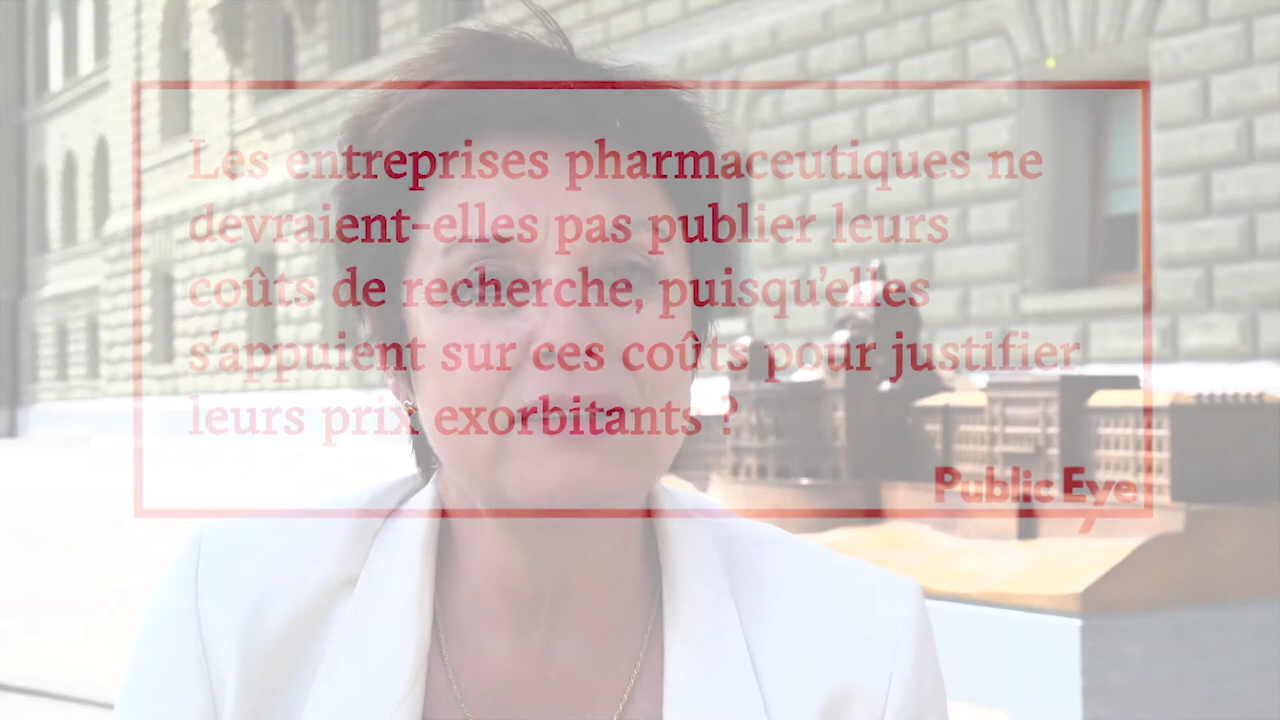 Les entreprises pharmaceutiques ne
devraient-elles pas publier leurs
coûts de recherche, puisqu'elles
s'appuient sur ces coûts pour justifier
leurs prix exorbitants ?
Public Eye